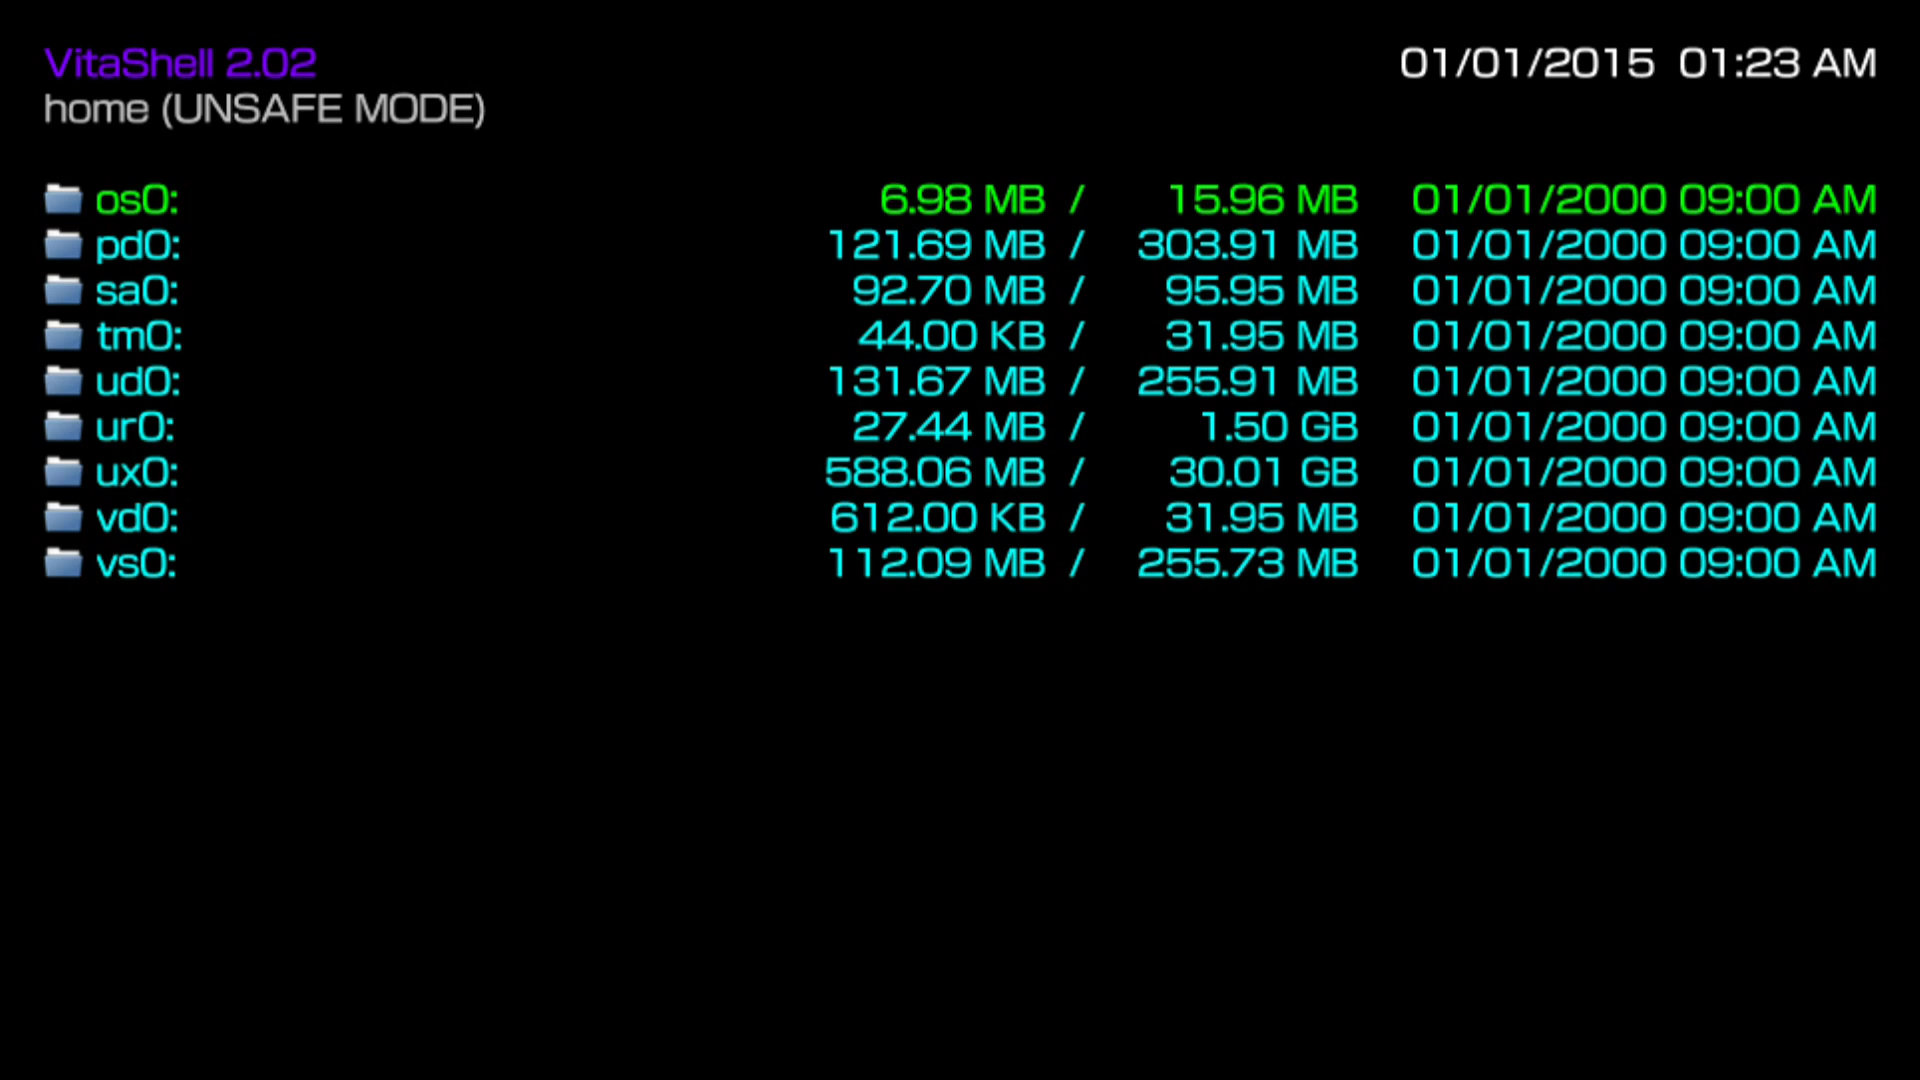 VitaShell 2.02 01/01/2015 01:23 AM
home (UNSAFE MODE)
os0: 6.98 MB / 15.96 MB 01/01/2000 09:00 AM
pd0: 121.69 MB / 303.91 MB 01/01/2000 09:00 AM
sa0: 92.70 MB / 95.95 MB 01/01/2000 09:00 AM
tm0: 44.00 KB / 31.95 MB 01/01/2000 09:00 AM
ud0: 131.67 MB / 255.91 MB 01/01/2000 09:00 AM
ur0: 27.44 MB / 1.50 GB 01/01/2000 09:00 AM
ux0: 588.06 MB / 30.01 GB 01/01/2000 09:00 AM
vd0: 612.00 KB / 31.95 MB 01/01/2000 09:00 AM
vs0: 112.09 MB / 255.73 MB 01/01/2000 09:00 AM